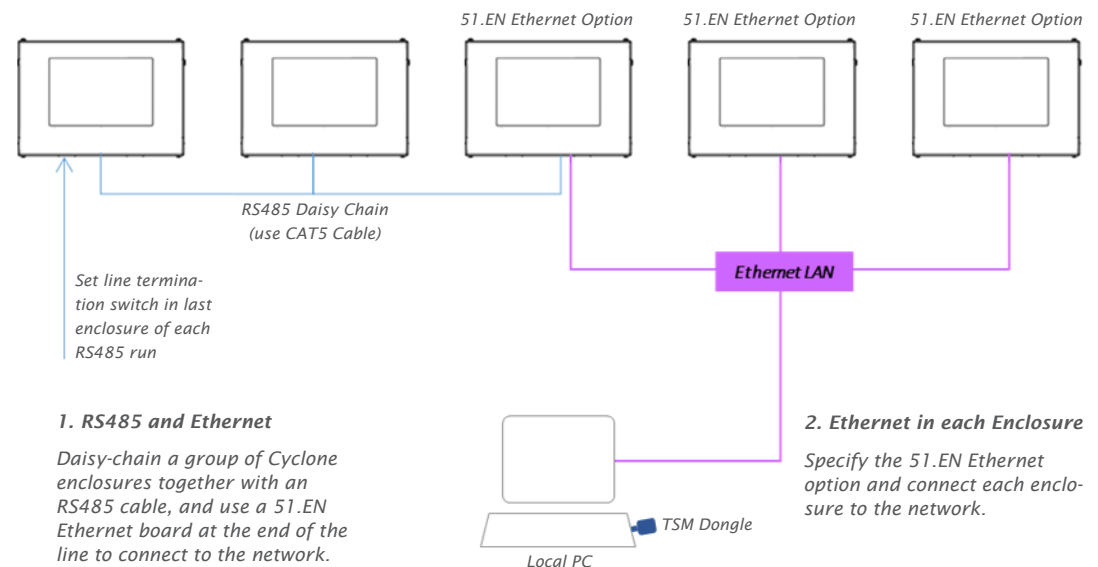 51.EN Ethernet Option
51.EN Ethernet Option
51.EN Ethernet Option
RS485 Daisy Chain
(use CAT5 Cable)
Ethernet LAN
Set line termina-
tion switch in last
enclosure of each
RS485 run
1. RS485 and Ethernet
Daisy-chain a group of Cyclone
enclosures together with an
RS485 cable, and use a 51.EN
Ethernet board at the end of the
line to connect to the network.
2. Ethernet in each Enclosure
Specify the 51.EN Ethernet
option and connect each enclo-
sure to the network.
TSM Dongle
Local PC